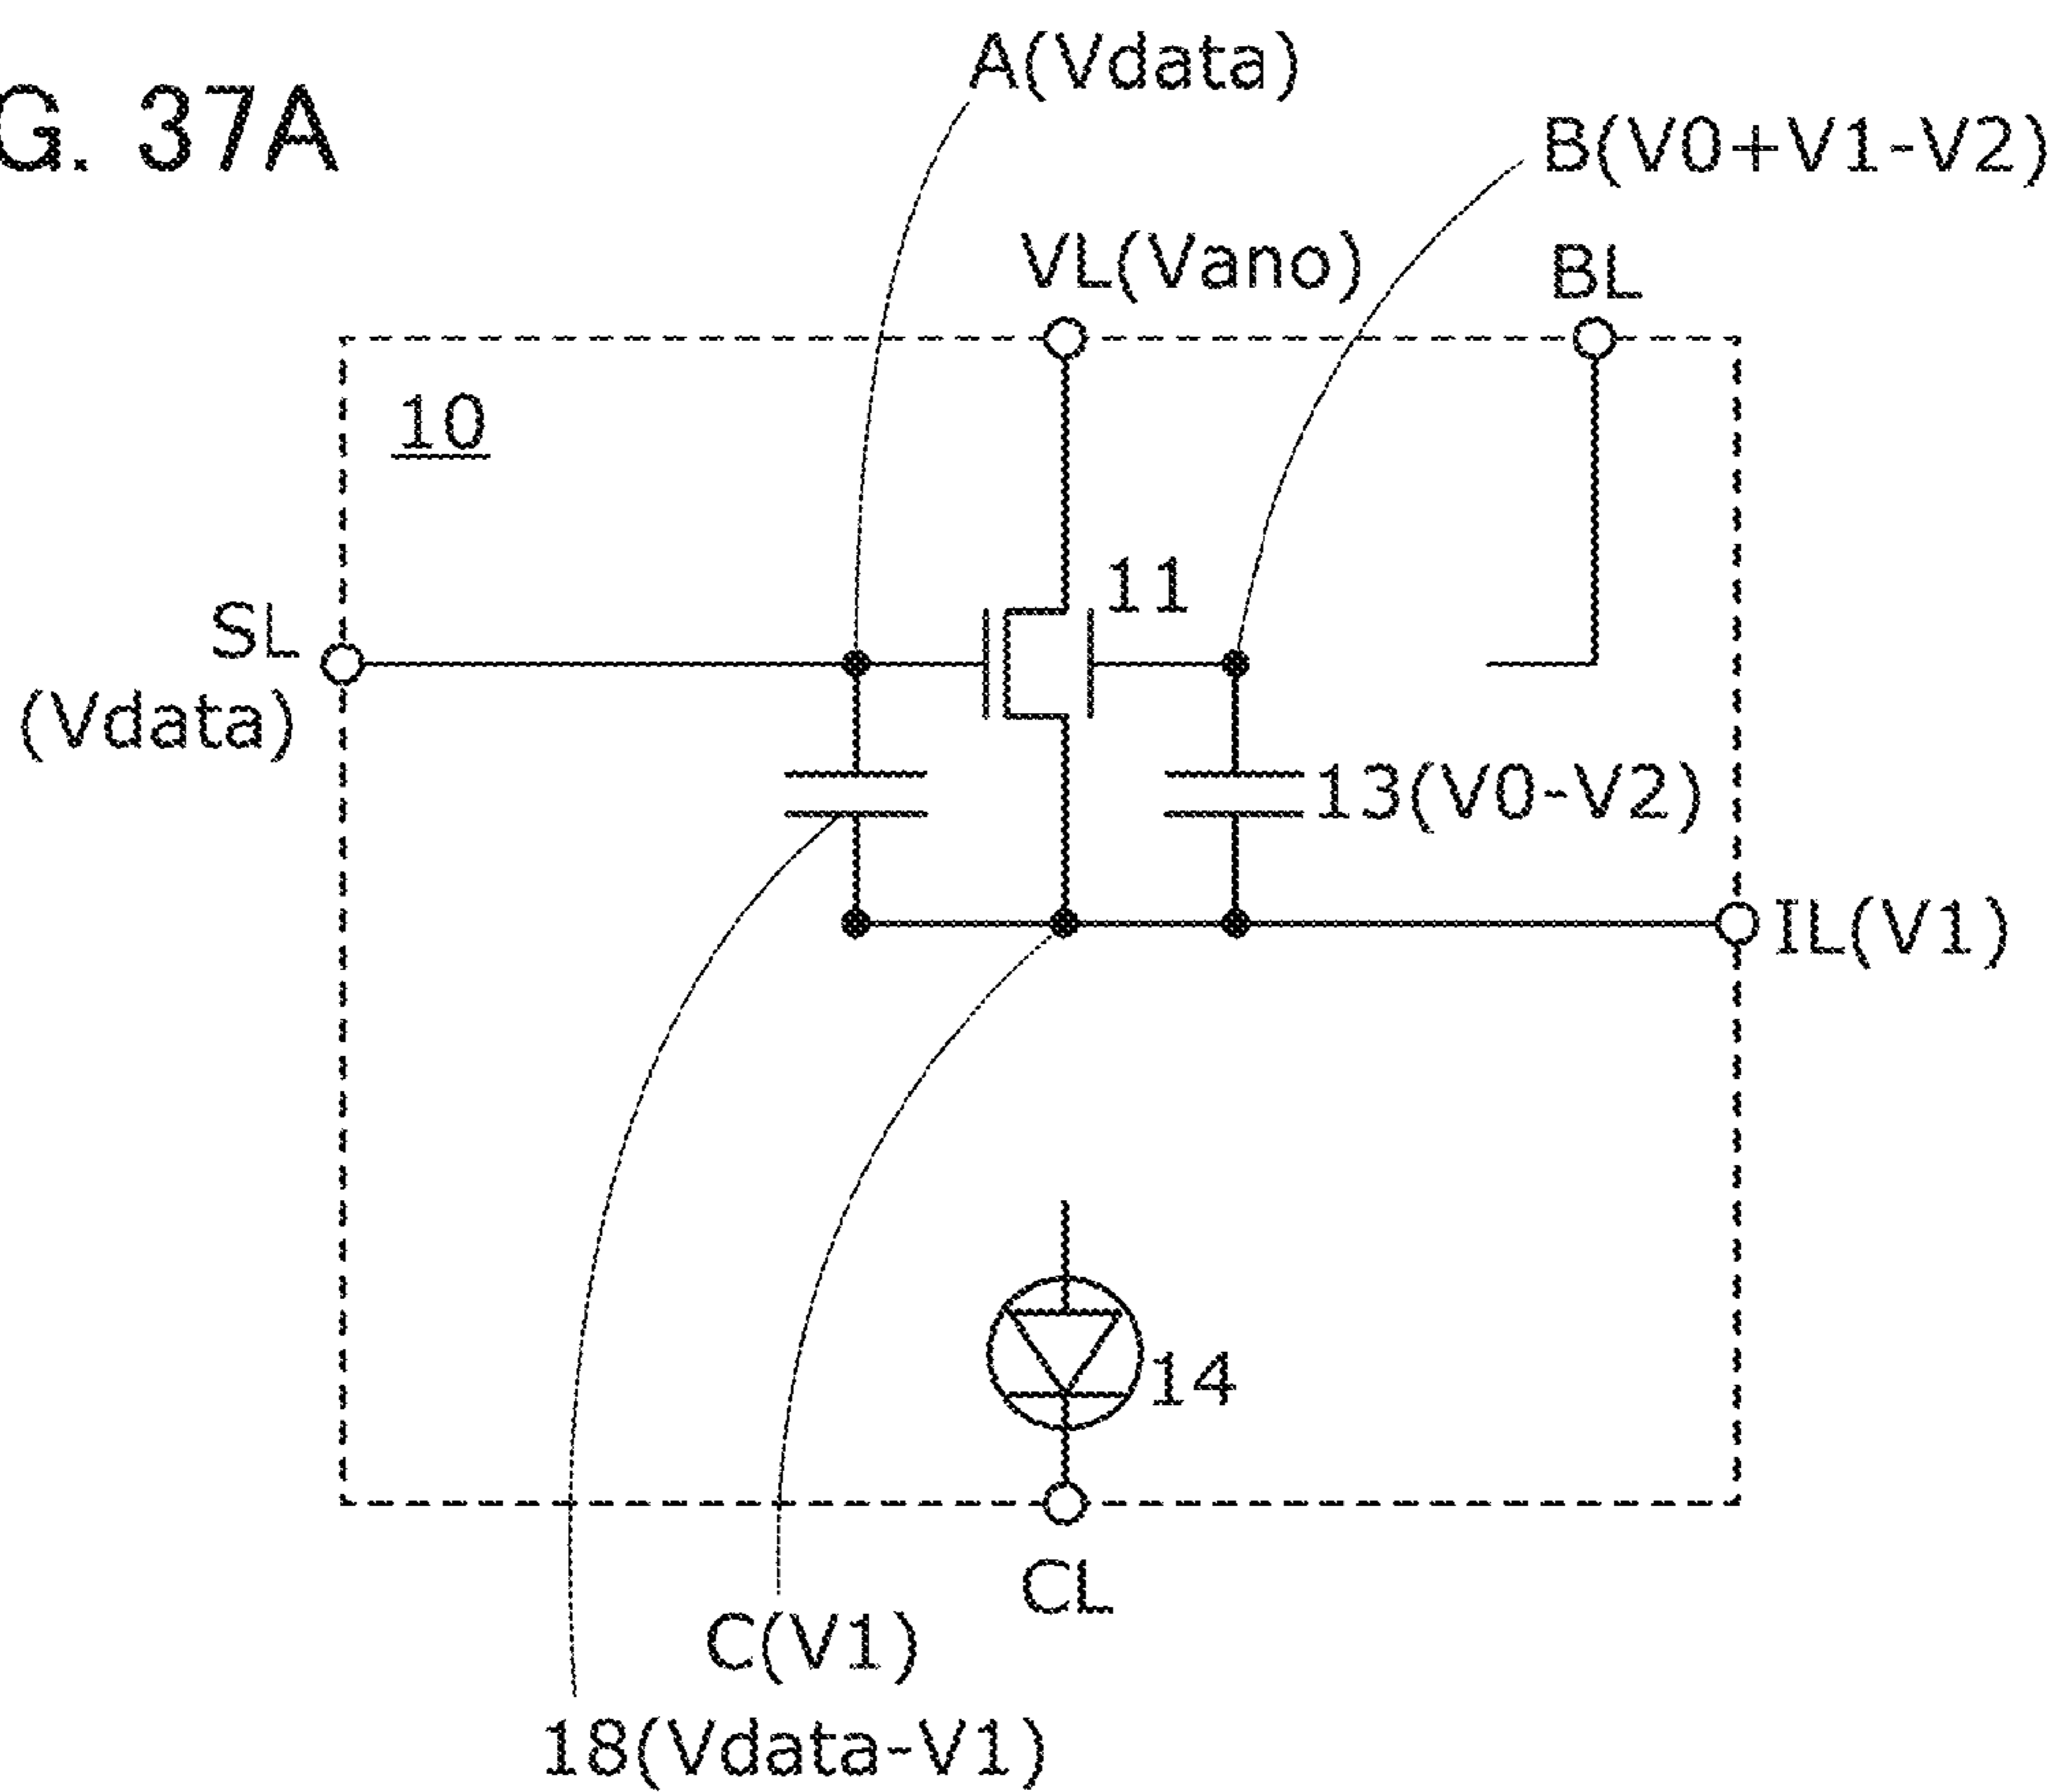 G. 37A
A(Vdata)
B(V0+V1-V2)
VL(Vano)
BL
10
11
SL
(Vdata)
13(V0-V2)
IL(V1)
14
CL
C(V1)
18(Vdata-V1)